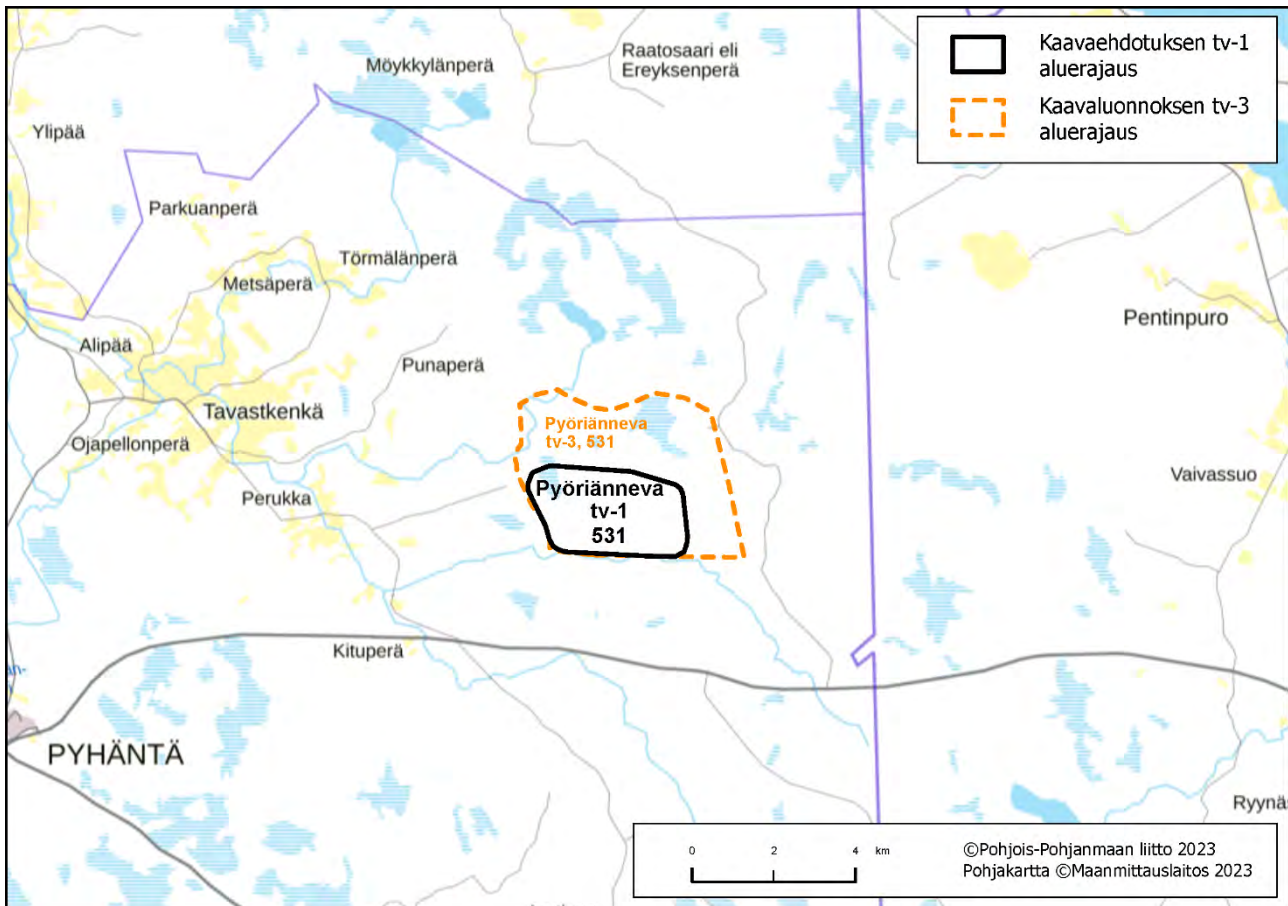 Kaavaehdotuksen tv-1
aluerajaus
Kaavaluonnoksen tv-3
aluerajaus
Raatosaari eli
Ereyksenperä
Möykkylänperä
Ylipää
Parkuanperä
Törmälänperä
Metsäperä
Pentinpuro
Alipää
Punaperä
Tavastkenkä
Ojapellonperä
Pyöriänneva
tv-3, 531
Vaivassuo
Perukka
Pyöriänneva
tv-1
531
Kituperä
PYHÄNTÄ
Ryynä
0 2 4 km
©Pohjois-Pohjanmaan liitto 2023
Pohjakartta ©Maanmittauslaitos 2023